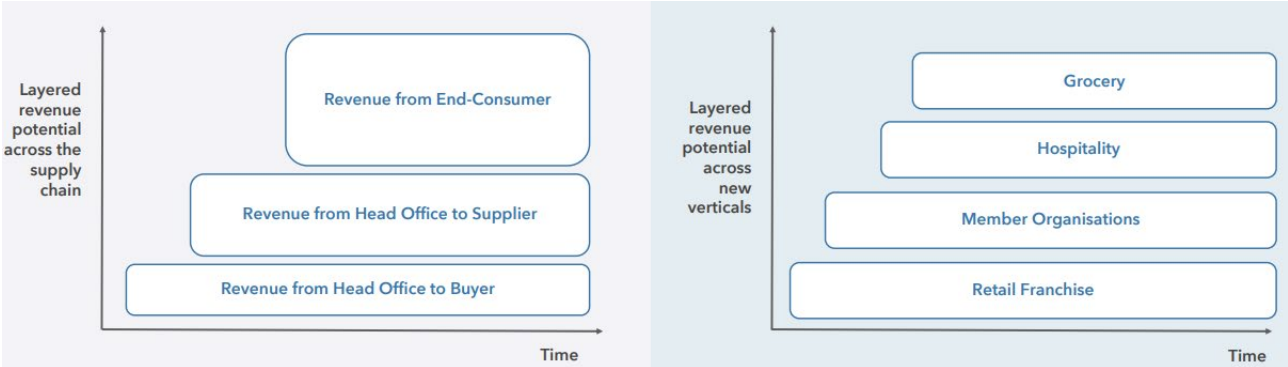 Layered
revenue
potential
across the
supply
chain
Revenue from End-Consumer
Revenue from Head Office to Supplier
Revenue from Head Office to Buyer
Time
Layered
revenue
potential
across
new
verticals
Grocery
Hospitality
Member Organisations
Retail Franchise
Time